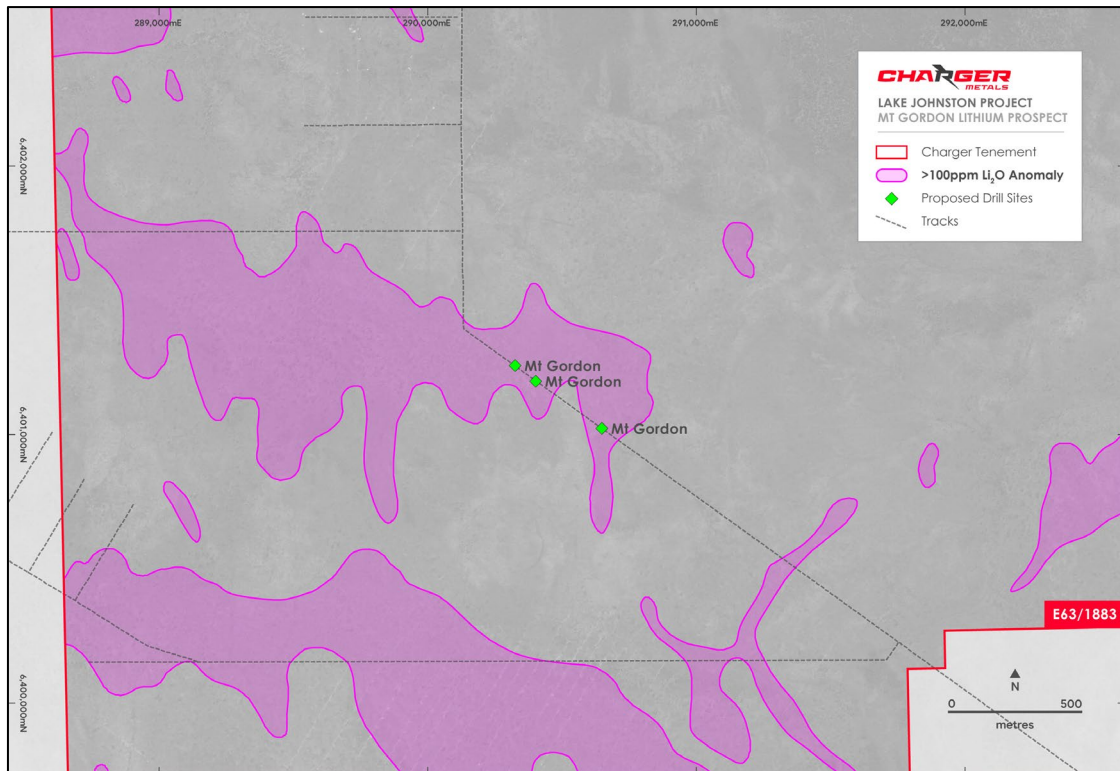 289,000mE
290,000mE
291,000mE
292,000mE
CHARGER
METALS
LAKE JOHNSTON PROJECT
MT GORDON LITHIUM PROSPECT
Charger Tenement
>100ppm Li₂O Anomaly
Proposed Drill Sites
Tracks
6,402,000mN
Mt Gordon
Mt Gordon
Mt Gordon
6,401,000mN
E63/1883
6,400,000mN
N
0 500
metres